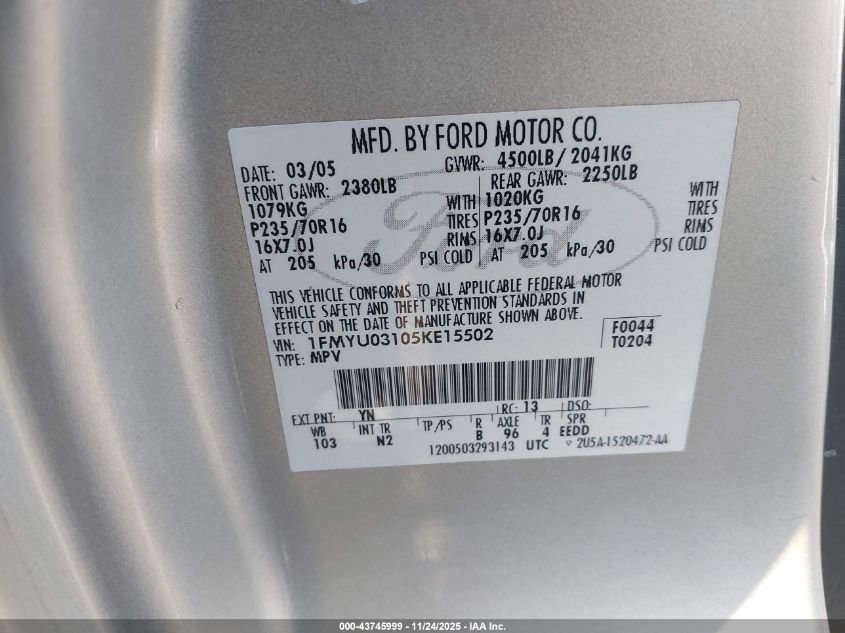 MFD. BY FORD MOTOR CO.
DATE: 03/05 GVWR: 4500LB/ 2041KG
FRONT GAWR: 2380LB REAR GAWR: 2250LB
1079KG WITH 1020KG WITH
P235/70R16 TIRES P235/70R16 TIRES
16X7.0J RIMS 16X7.0J RIMS
AT 205 kPa/30 PSI COLD AT 205 kPa/30 PSI COLD
Ford
THIS VEHICLE CONFORMS TO ALL APPLICABLE FEDERAL MOTOR
VEHICLE SAFETY AND THEFT PREVENTION STANDARDS IN
EFFECT ON THE DATE OF MANUFACTURE SHOWN ABOVE.
VIN: 1FMYU03105KE15502 F0044
TYPE: MPV T0204
EXT PNT: YN RC: 13 DSO:
WB INT TR TP/PS R AXLE TR SPR
103 N2 B 96 4 EEDD
1200503293143 UTC 2U5A-1520472-AA
000-43745999 - 11/24/2025 - IAA Inc.